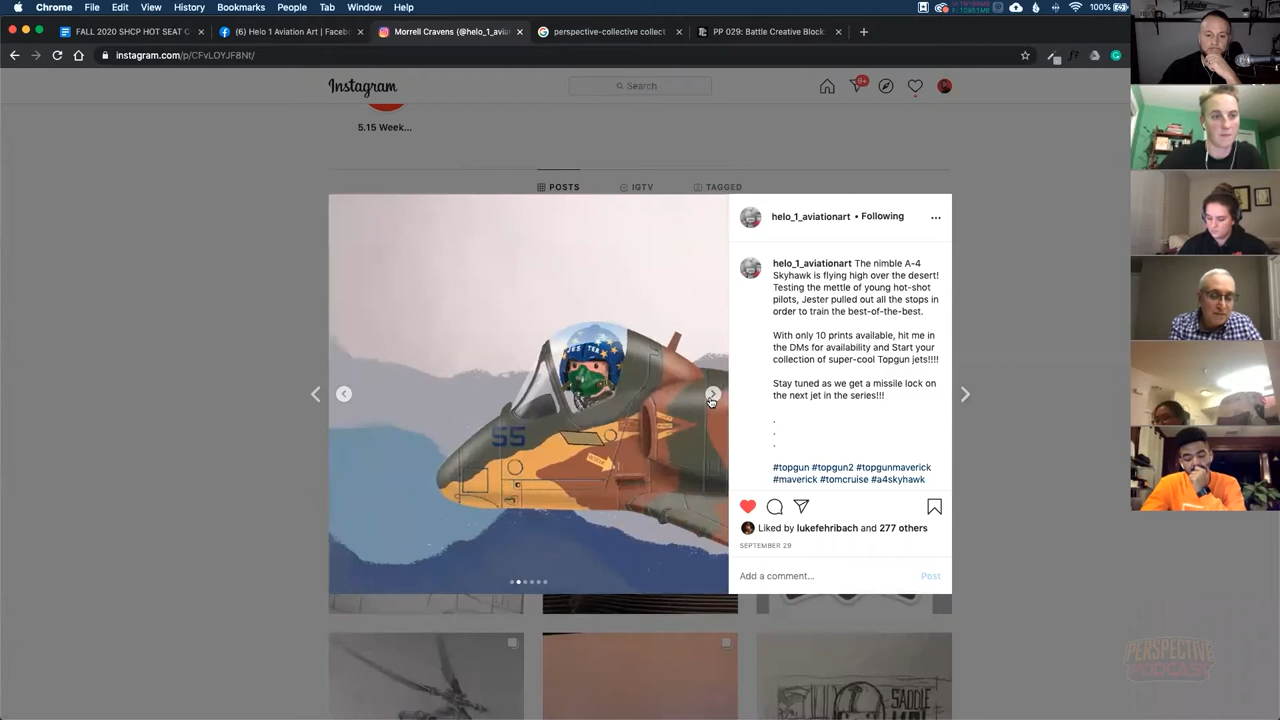 Chrome File Edit View History Bookmarks People Tab Window Help
100%
FALL 2020 SHCP HOT SEAT C
(6) Helo 1 Aviation Art | Faceb
Morrell Cravens (@helo_1_avia
perspective-collective collect
PP 029: Battle Creative Block
instagram.com/p/CFvLOYJF8Nt/
Instagram
Search
9+
5.15 Week...
POSTS
IGTV
TAGGED
JESTER
55
RESCUE
helo_1_aviationart • Following
helo_1_aviationart The nimble A-4
Skyhawk is flying high over the desert!
Testing the mettle of young hot-shot
pilots, Jester pulled out all the stops in
order to train the best-of-the-best.
With only 10 prints available, hit me in
the DMs for availability and Start your
collection of super-cool Topgun jets!!!!
Stay tuned as we get a missile lock on
the next jet in the series!!!
.
.
.
#topgun #topgun2 #topgunmaverick
#maverick #tomcruise #a4skyhawk
Liked by lukefehribach and 277 others
SEPTEMBER 29
Add a comment...
Post
SADDLE
PERSPECTIVE
PODCAST